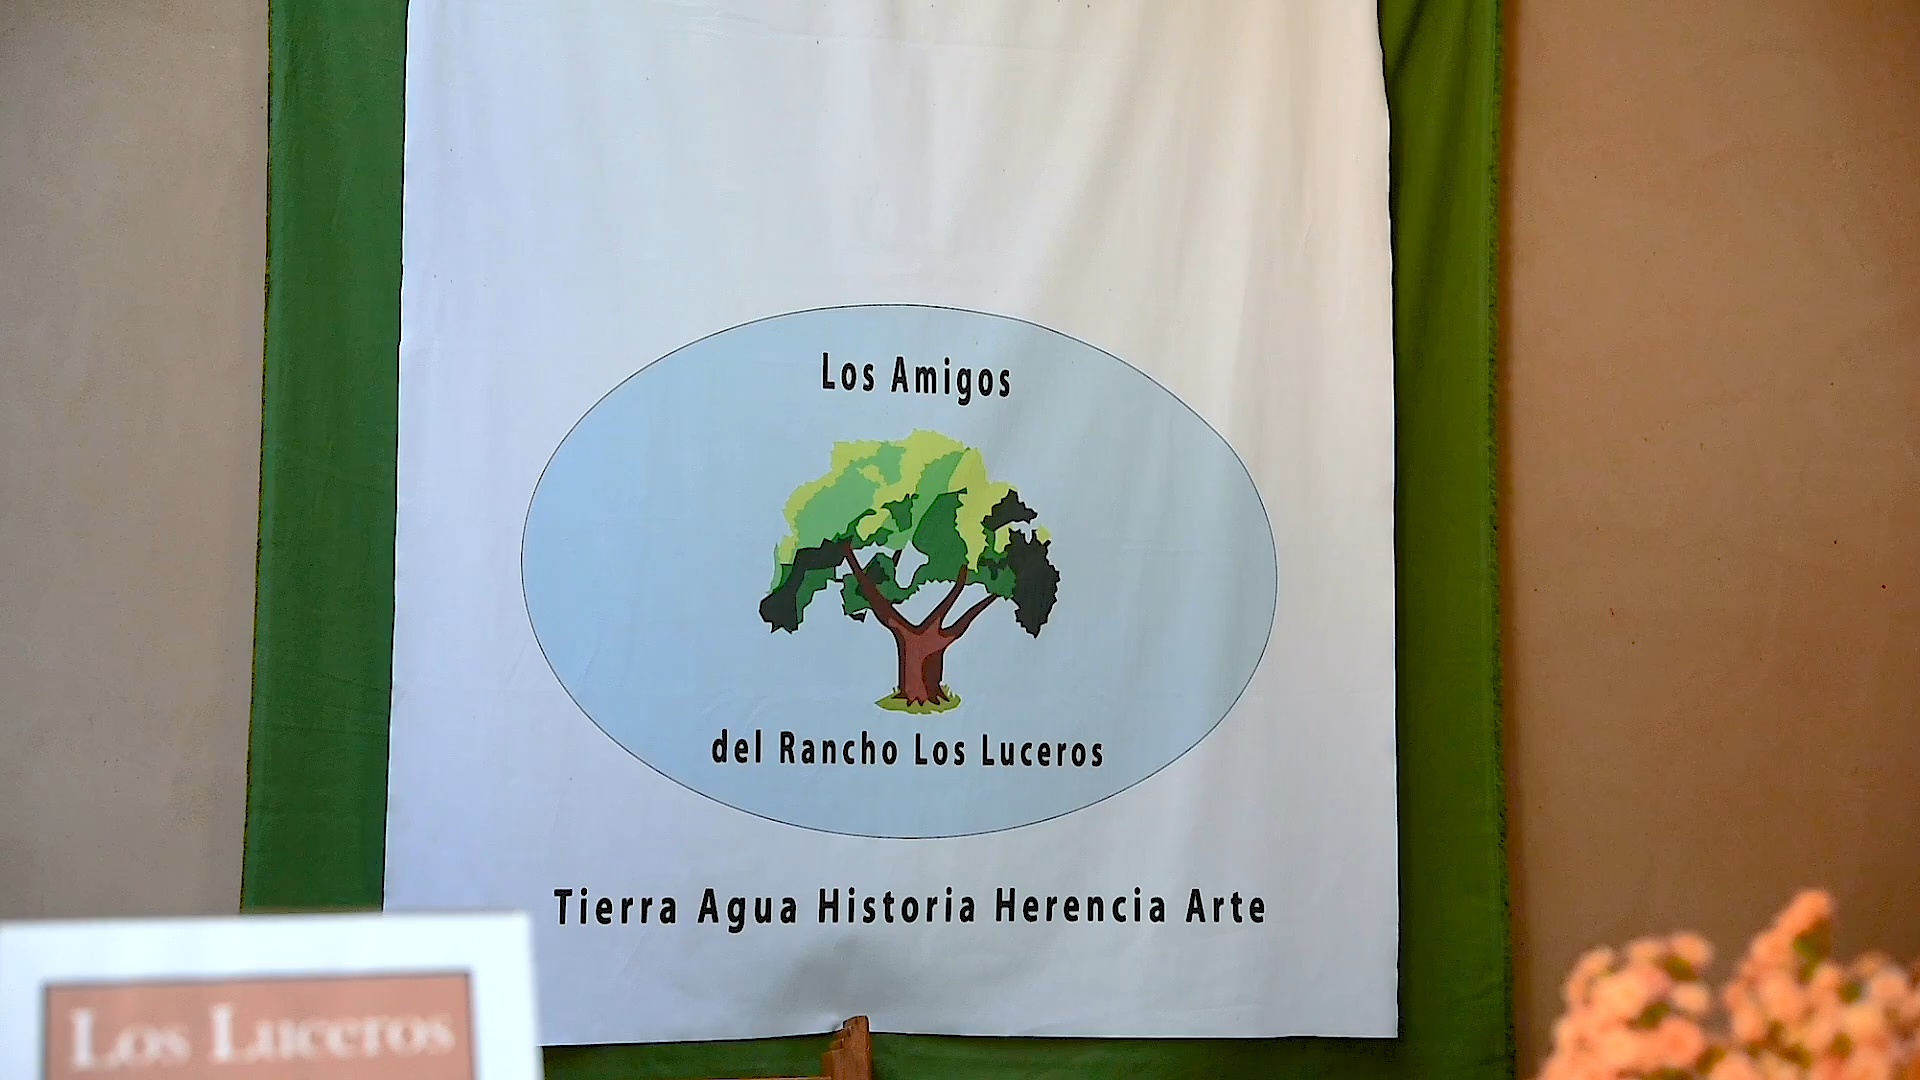 Los Amigos
del Rancho Los Luceros
Tierra Agua Historia Herencia Arte
Los Luceros